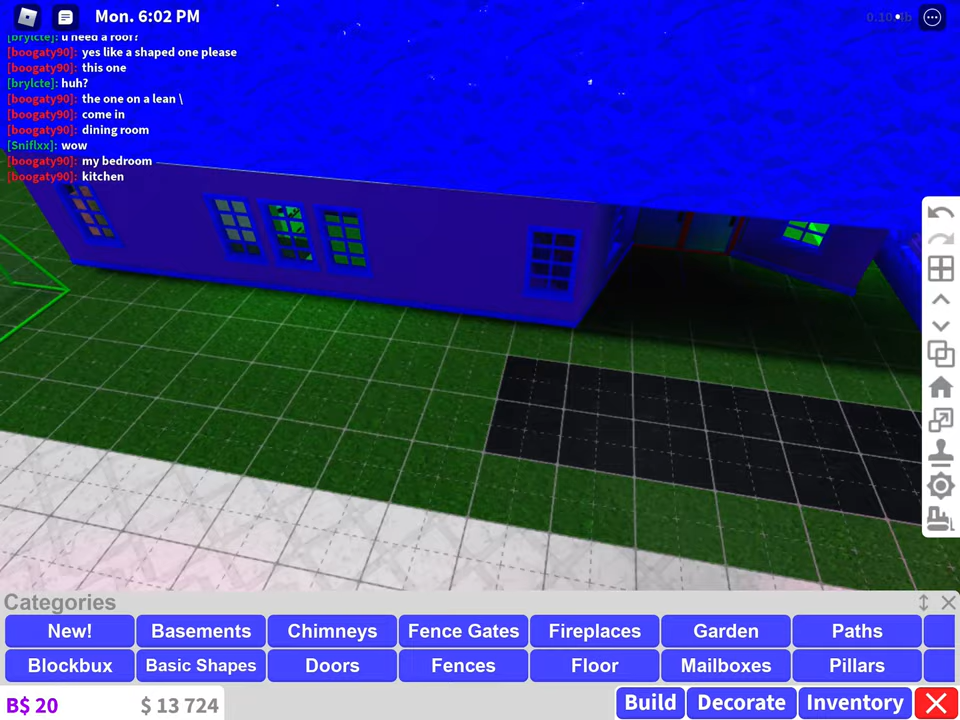 Mon. 6:02 PM
[brylcte]: u need a roof?
[boogaty90]: yes like a shaped one please
[boogaty90]: this one
[brylcte]: huh?
[boogaty90]: the one on a lean \
[boogaty90]: come in
[boogaty90]: dining room
[Sniflxx]: wow
[boogaty90]: my bedroom
[boogaty90]: kitchen
Categories
New! Basements Chimneys Fence Gates Fireplaces Garden Paths
Blockbux Basic Shapes Doors Fences Floor Mailboxes Pillars
B$ 20 $ 13 724 Build Decorate Inventory